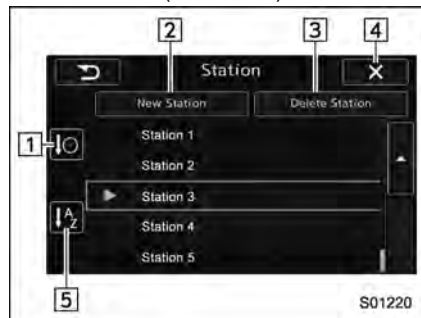 2 3 4
Station
New Station Delete Station
1
Station 1
Station 2
Station 3
A
Z
Station 4
Station 5
5
S01220